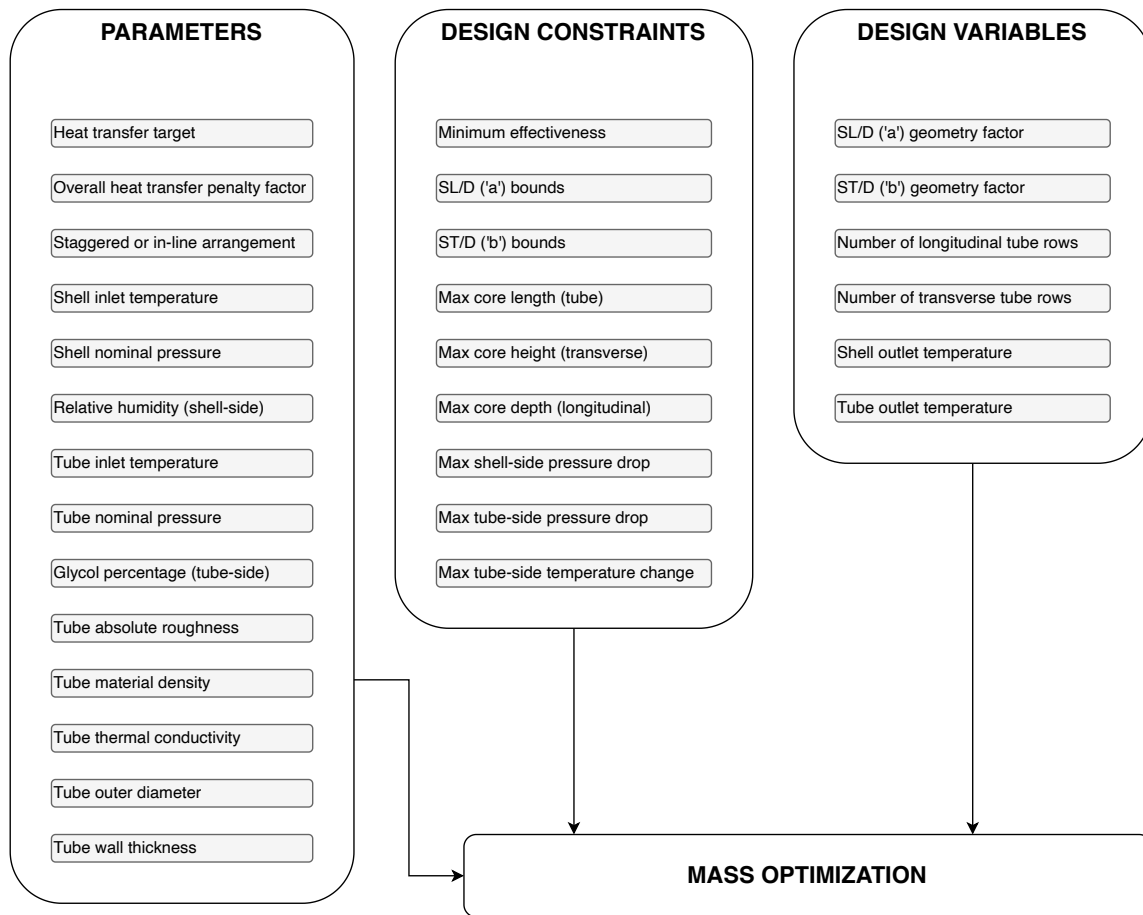 PARAMETERS
Heat transfer target
Overall heat transfer penalty factor
Staggered or in-line arrangement
Shell inlet temperature
Shell nominal pressure
Relative humidity (shell-side)
Tube inlet temperature
Tube nominal pressure
Glycol percentage (tube-side)
Tube absolute roughness
Tube material density
Tube thermal conductivity
Tube outer diameter
Tube wall thickness
DESIGN CONSTRAINTS
Minimum effectiveness
SL/D ('a') bounds
ST/D ('b') bounds
Max core length (tube)
Max core height (transverse)
Max core depth (longitudinal)
Max shell-side pressure drop
Max tube-side pressure drop
Max tube-side temperature change
DESIGN VARIABLES
SL/D ('a') geometry factor
ST/D ('b') geometry factor
Number of longitudinal tube rows
Number of transverse tube rows
Shell outlet temperature
Tube outlet temperature
MASS OPTIMIZATION